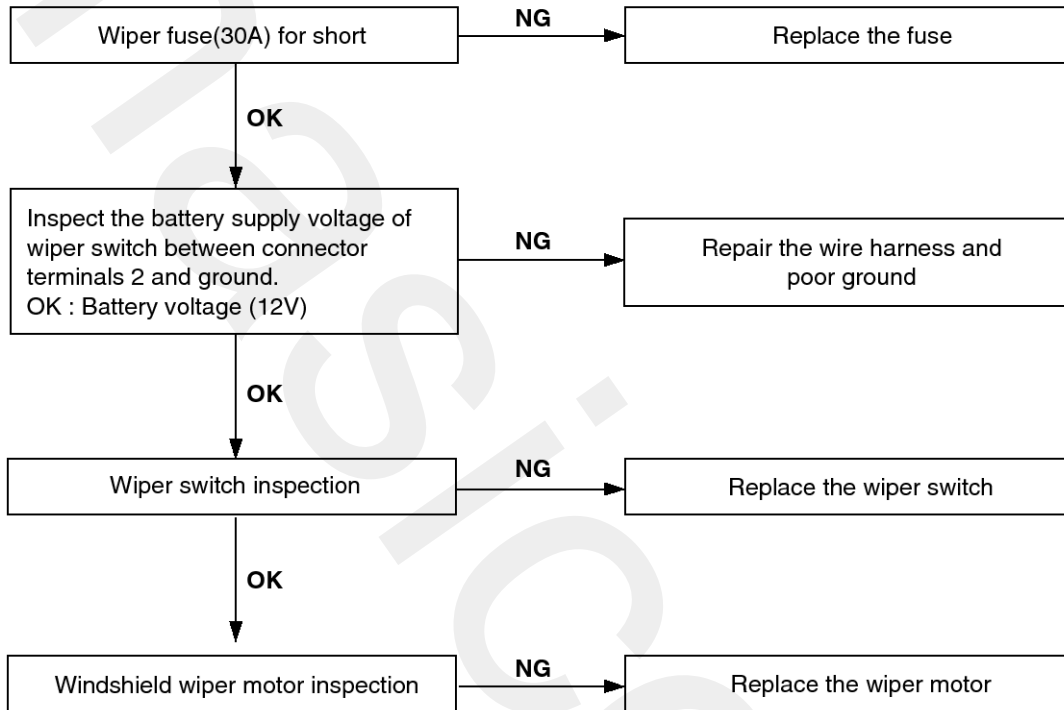 Wiper fuse(30A) for short
NG
Replace the fuse
OK
Inspect the battery supply voltage of
wiper switch between connector
terminals 2 and ground.
OK : Battery voltage (12V)
NG
Repair the wire harness and
poor ground
OK
Wiper switch inspection
NG
Replace the wiper switch
OK
Windshield wiper motor inspection
NG
Replace the wiper motor